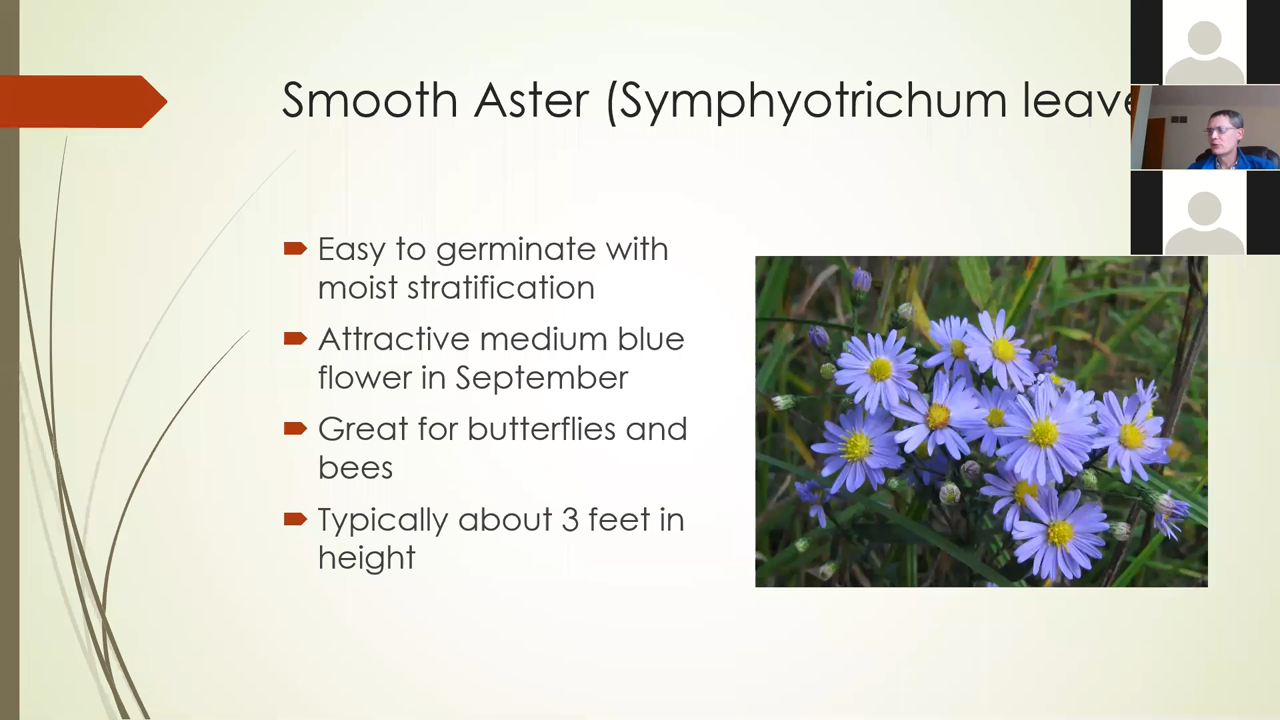 Smooth Aster (Symphyotrichum leave
Easy to germinate with
moist stratification
Attractive medium blue
flower in September
Great for butterflies and
bees
Typically about 3 feet in
height